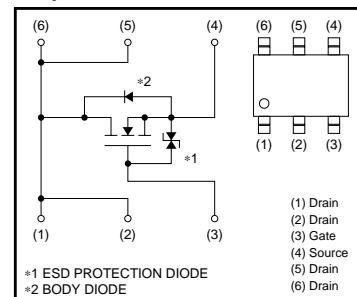 (6) (5) (4)
∗2
∗1
(1) (2) (3)
∗1 ESD PROTECTION DIODE
∗2 BODY DIODE
(6) (5) (4)
(1) (2) (3)
(1) Drain
(2) Drain
(3) Gate
(4) Source
(5) Drain
(6) Drain